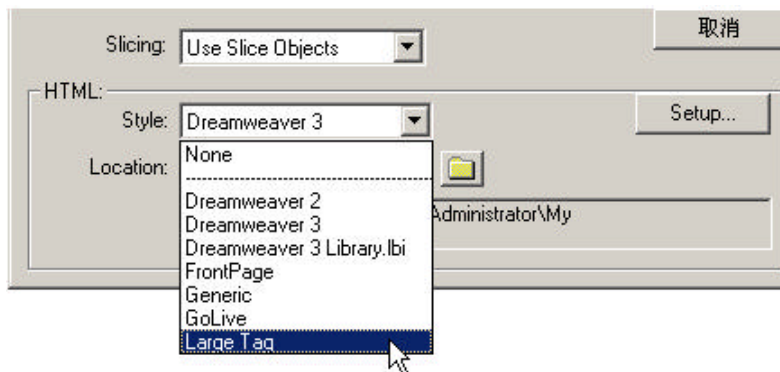 取消
Slicing: Use Slice Objects
HTML:
Style: Dreamweaver 3
Setup...
Location:
None
Dreamweaver 2
Dreamweaver 3
Dreamweaver 3 Library.lbi
FrontPage
Generic
GoLive
Large Tag
Administrator\My